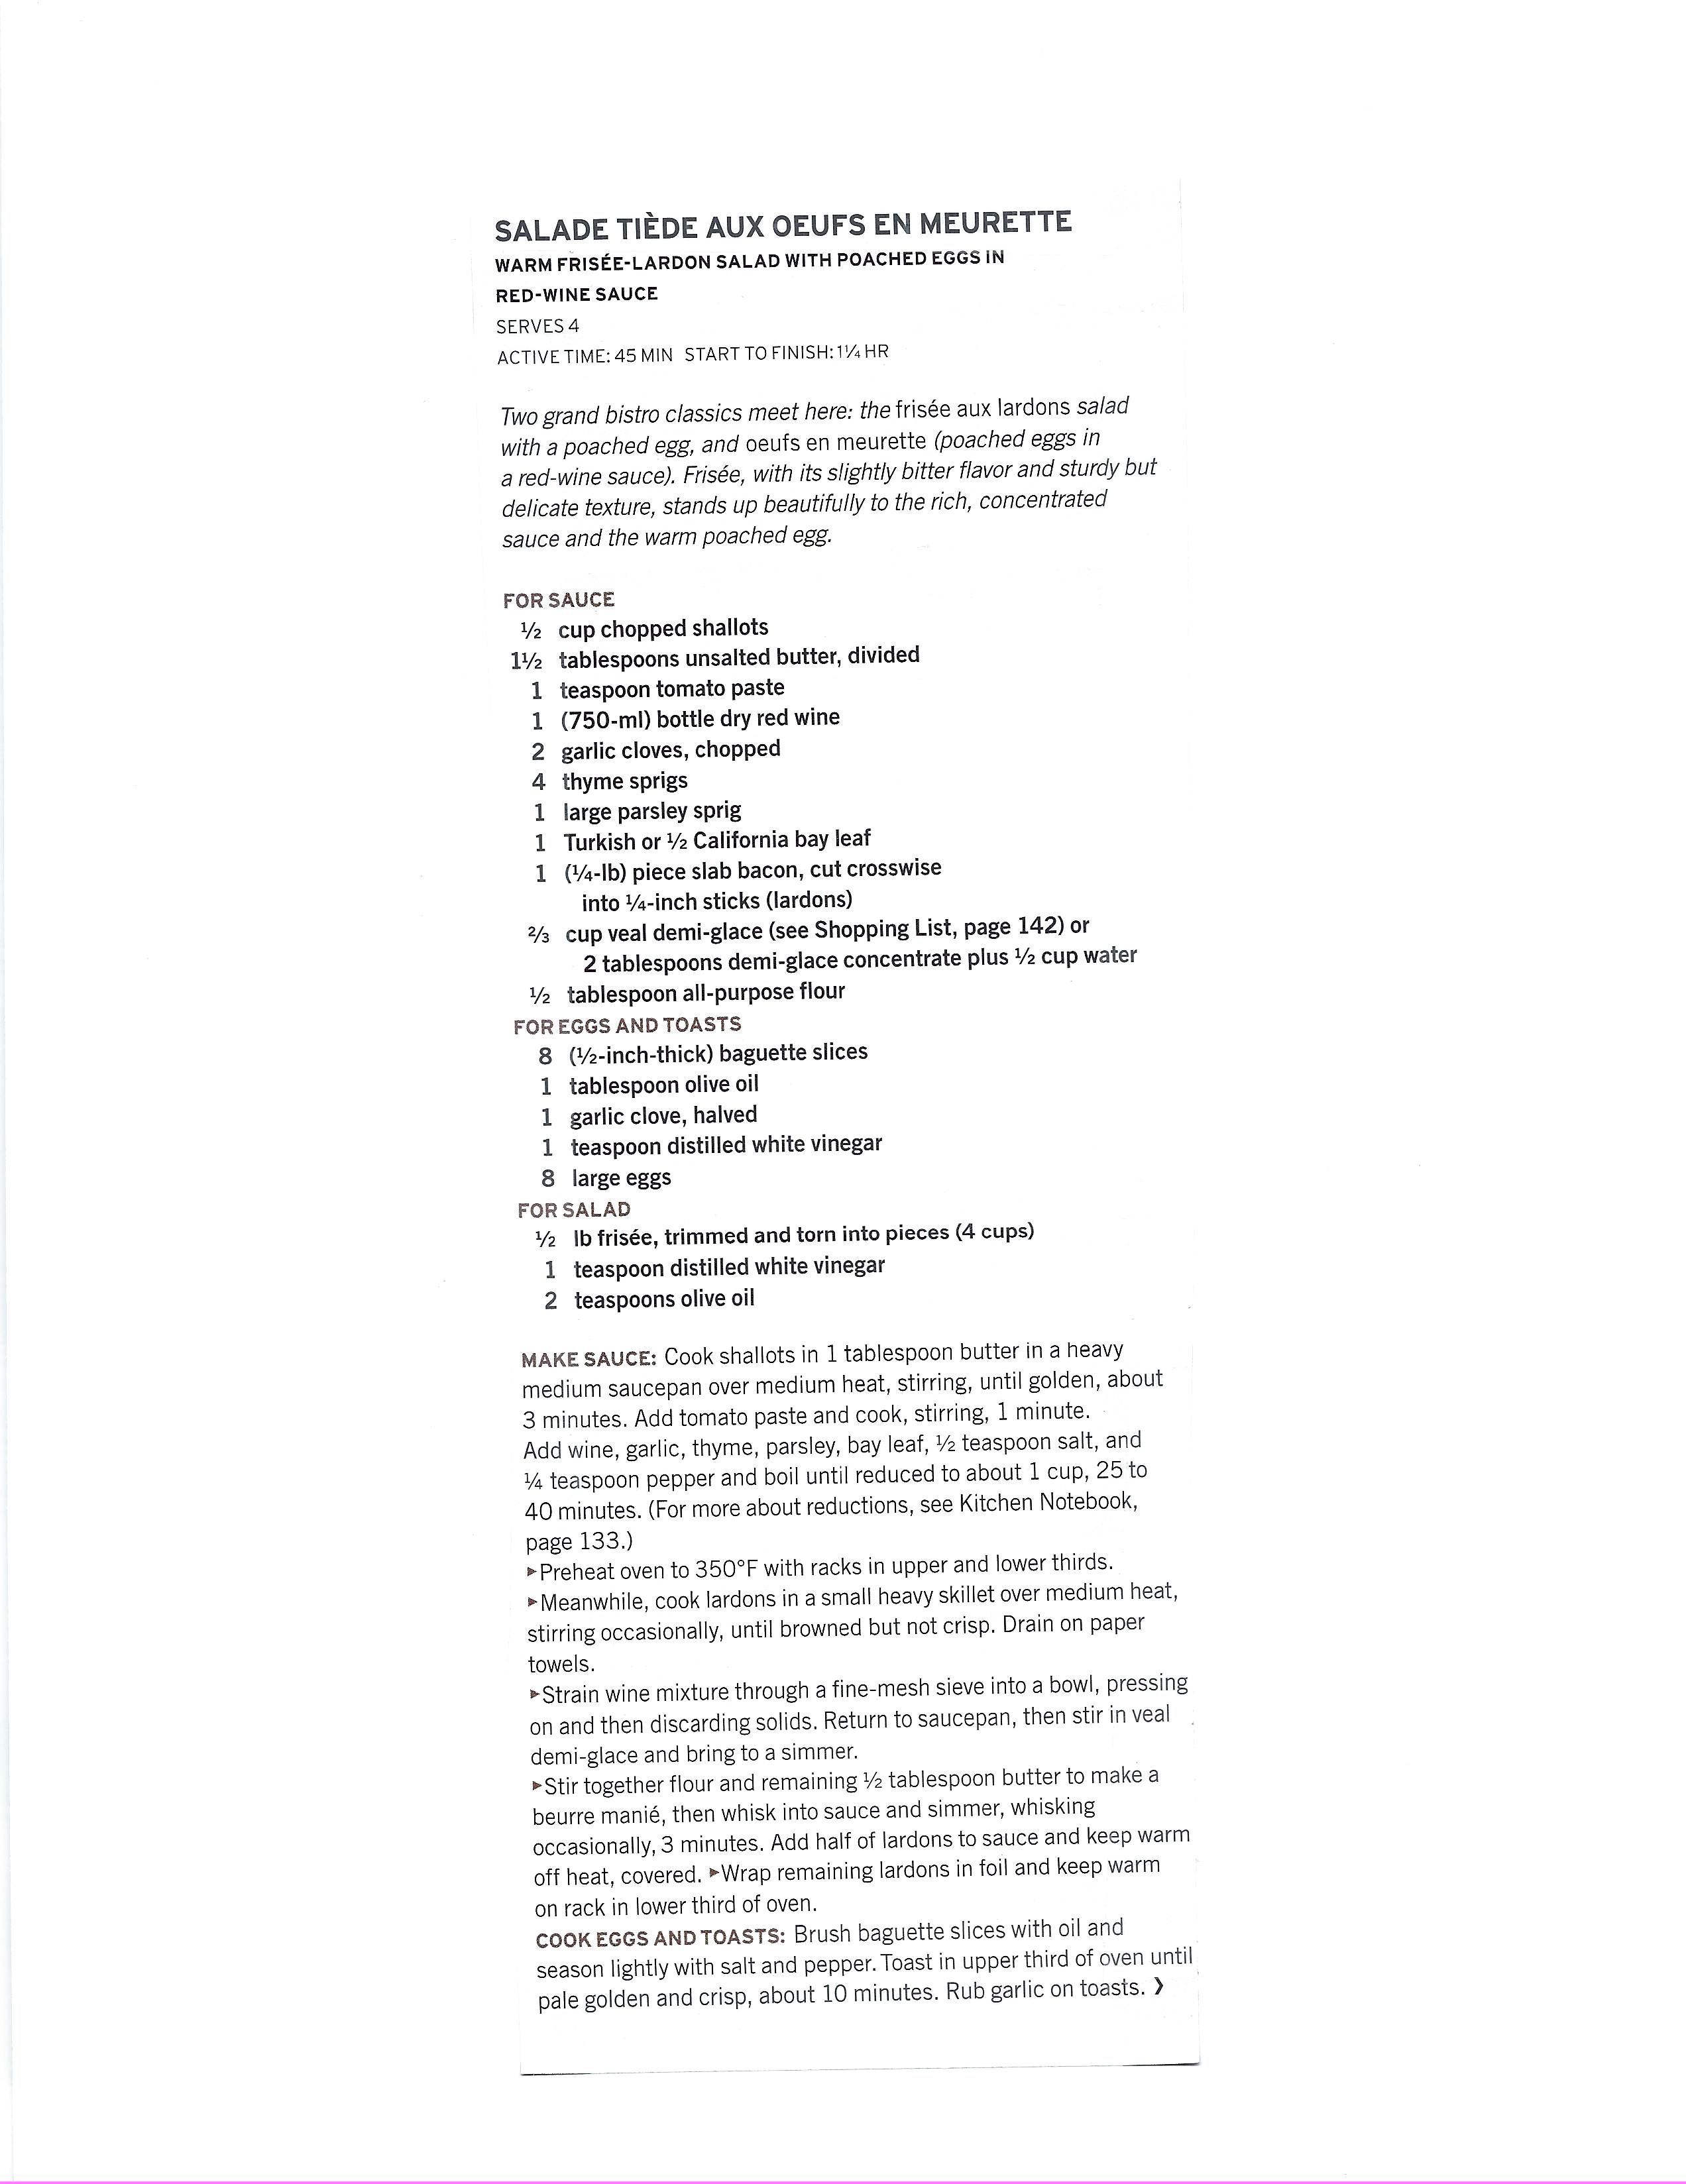 SALADE TIÈDE AUX OEUFS EN MEURETTE
WARM FRISÉE-LARDON SALAD WITH POACHED EGGS IN
RED-WINE SAUCE
SERVES 4
ACTIVE TIME: 45 MIN START TO FINISH: 1¼ HR
Two grand bistro classics meet here: the frisée aux lardons salad
with a poached egg, and oeufs en meurette (poached eggs in
a red-wine sauce). Frisée, with its slightly bitter flavor and sturdy but
delicate texture, stands up beautifully to the rich, concentrated
sauce and the warm poached egg.
FOR SAUCE
½ cup chopped shallots
1½ tablespoons unsalted butter, divided
1 teaspoon tomato paste
1 (750-ml) bottle dry red wine
2 garlic cloves, chopped
4 thyme sprigs
1 large parsley sprig
1 Turkish or ½ California bay leaf
1 (¼-lb) piece slab bacon, cut crosswise
into ¼-inch sticks (lardons)
⅔ cup veal demi-glace (see Shopping List, page 142) or
2 tablespoons demi-glace concentrate plus ½ cup water
½ tablespoon all-purpose flour
FOR EGGS AND TOASTS
8 (½-inch-thick) baguette slices
1 tablespoon olive oil
1 garlic clove, halved
1 teaspoon distilled white vinegar
8 large eggs
FOR SALAD
½ lb frisée, trimmed and torn into pieces (4 cups)
1 teaspoon distilled white vinegar
2 teaspoons olive oil
MAKE SAUCE: Cook shallots in 1 tablespoon butter in a heavy
medium saucepan over medium heat, stirring, until golden, about
3 minutes. Add tomato paste and cook, stirring, 1 minute.
Add wine, garlic, thyme, parsley, bay leaf, ½ teaspoon salt, and
¼ teaspoon pepper and boil until reduced to about 1 cup, 25 to
40 minutes. (For more about reductions, see Kitchen Notebook,
page 133.)
►Preheat oven to 350°F with racks in upper and lower thirds.
►Meanwhile, cook lardons in a small heavy skillet over medium heat,
stirring occasionally, until browned but not crisp. Drain on paper
towels.
►Strain wine mixture through a fine-mesh sieve into a bowl, pressing
on and then discarding solids. Return to saucepan, then stir in veal
demi-glace and bring to a simmer.
►Stir together flour and remaining ½ tablespoon butter to make a
beurre manié, then whisk into sauce and simmer, whisking
occasionally, 3 minutes. Add half of lardons to sauce and keep warm
off heat, covered. ►Wrap remaining lardons in foil and keep warm
on rack in lower third of oven.
COOK EGGS AND TOASTS: Brush baguette slices with oil and
season lightly with salt and pepper. Toast in upper third of oven until
pale golden and crisp, about 10 minutes. Rub garlic on toasts. ❯